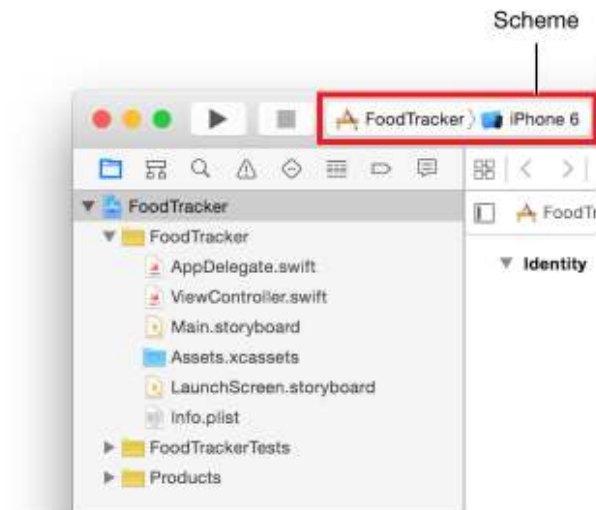 Scheme
FoodTracker iPhone 6
FoodTracker
FoodTr
FoodTracker
Identity
AppDelegate.swift
ViewController.swift
Main.storyboard
Assets.xcassets
LaunchScreen.storyboard
Info.plist
FoodTrackerTests
Products